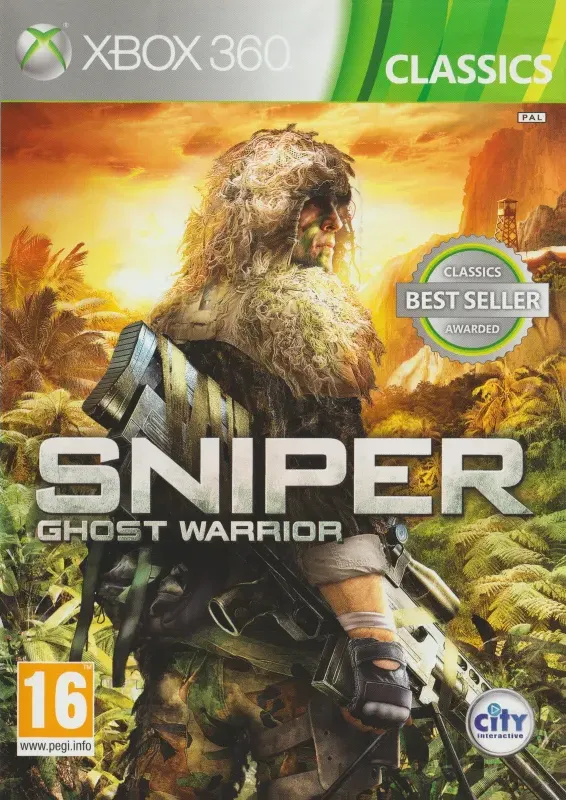 XBOX 360
CLASSICS
PAL
CLASSICS
BEST SELLER
AWARDED
SNIPER
GHOST WARRIOR
16
www.pegi.info
city
interactive